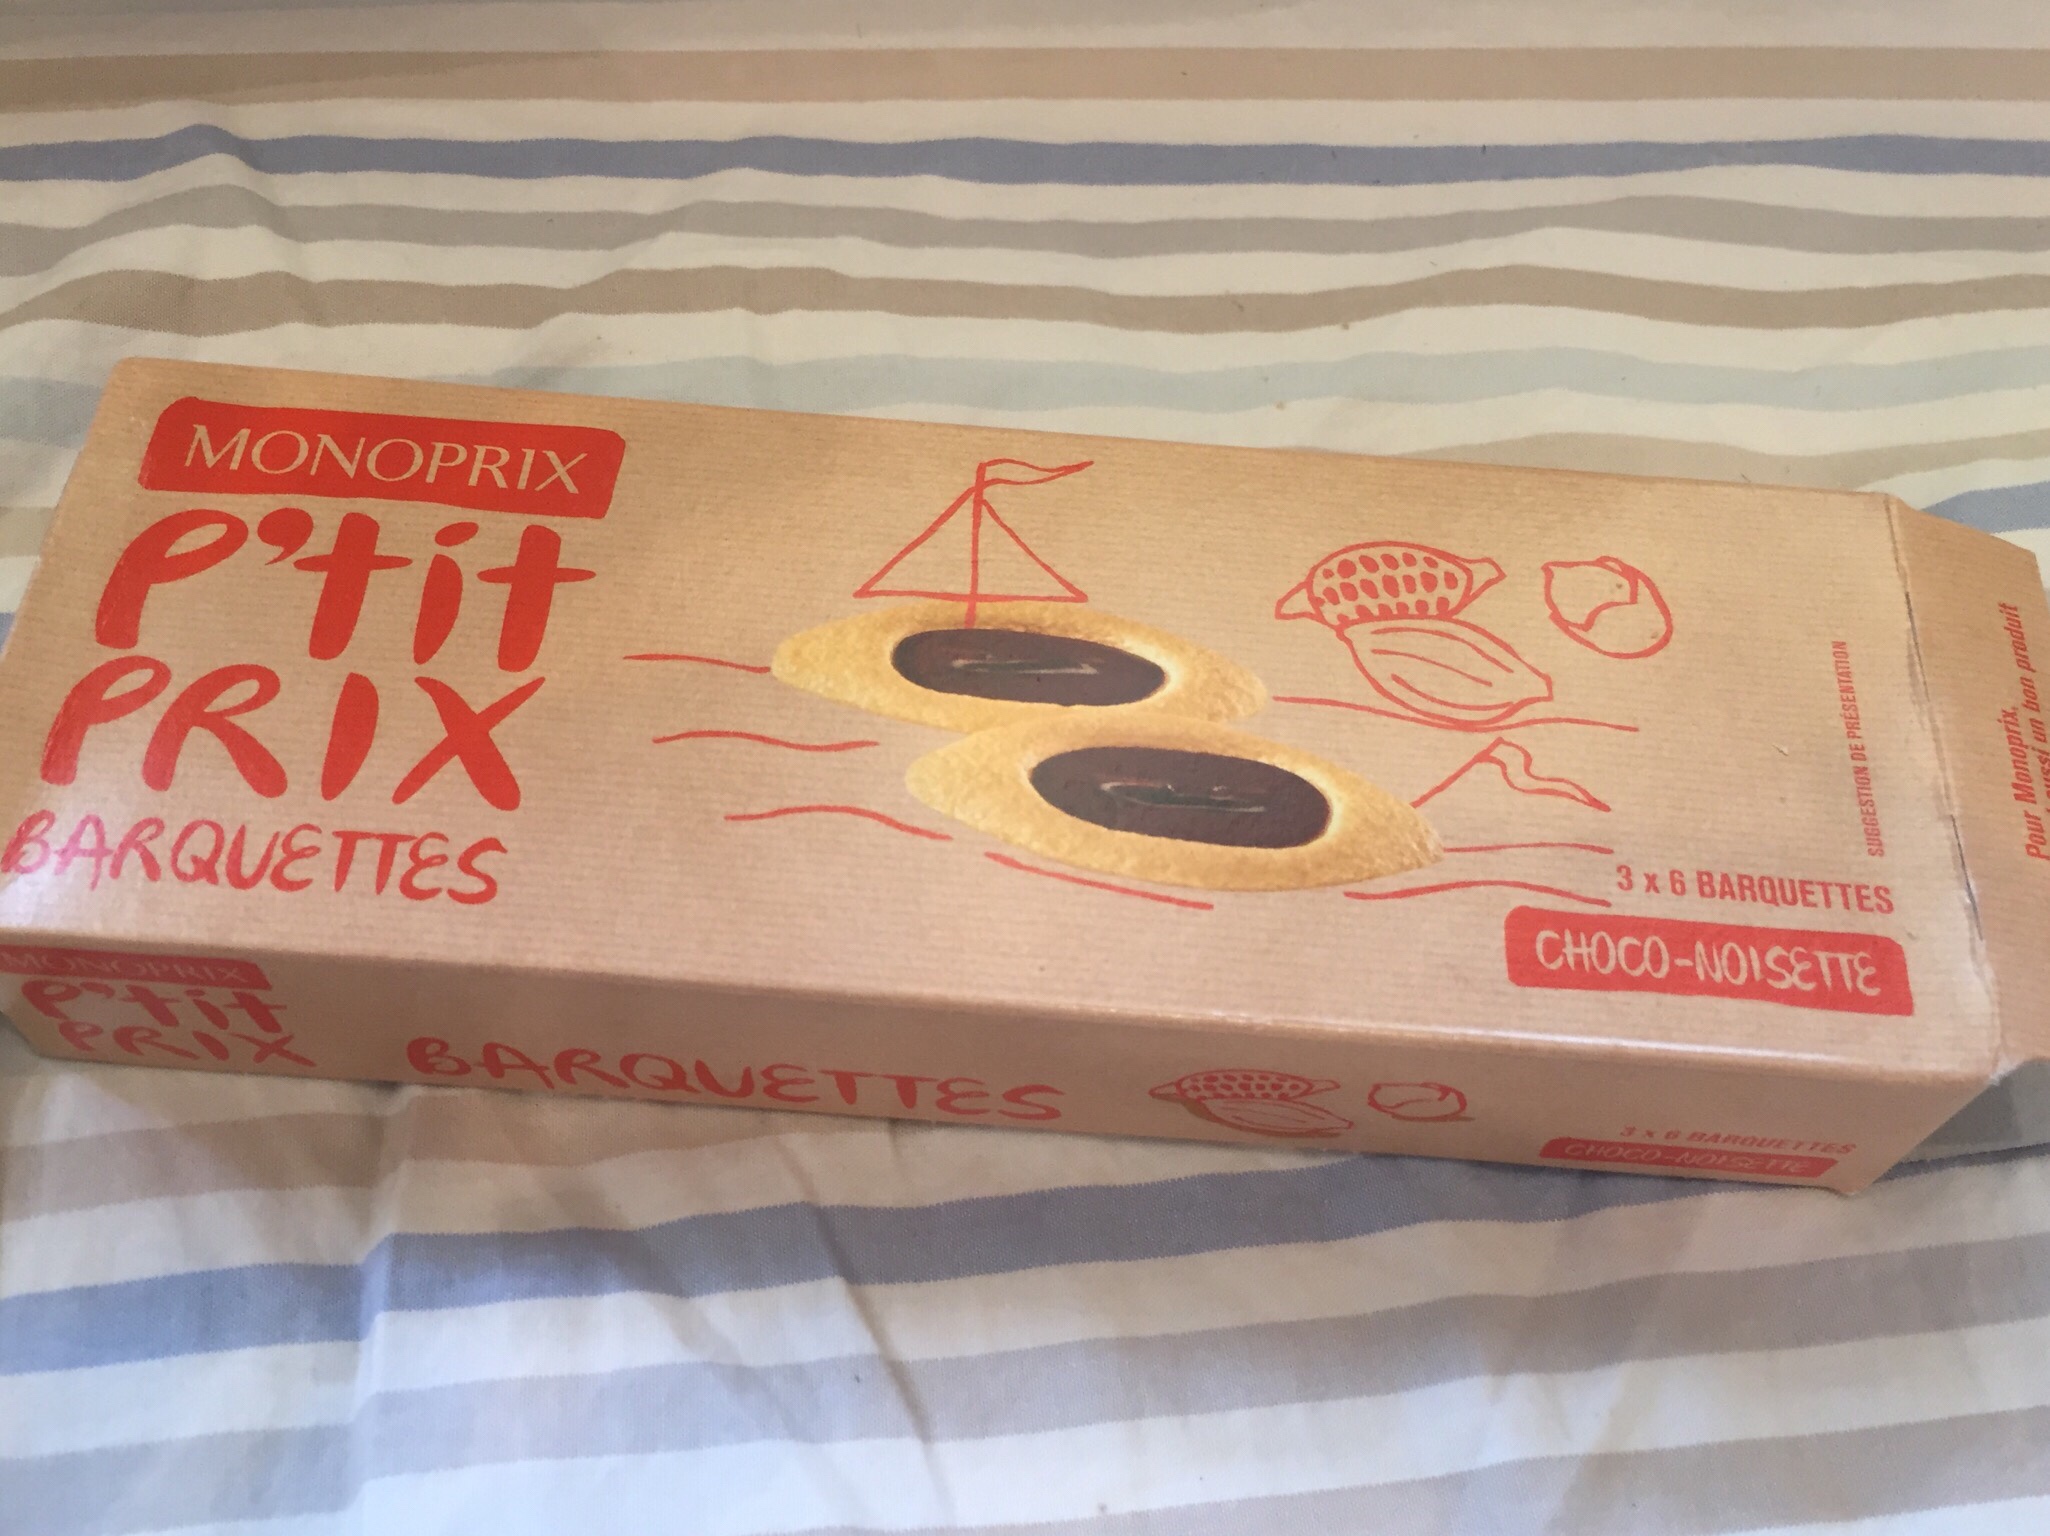 MONOPRIX
P'tit
PRIX
BARQUETTES
SUGGESTION DE PRÉSENTATION
3 x 6 BARQUETTES
CHOCO-NOISETTE
Pour Monoprix,
un bon produit
MONOPRIX
P'tit
PRIX
BARQUETTES
3 x 6 BARQUETTES
CHOCO-NOISETTE